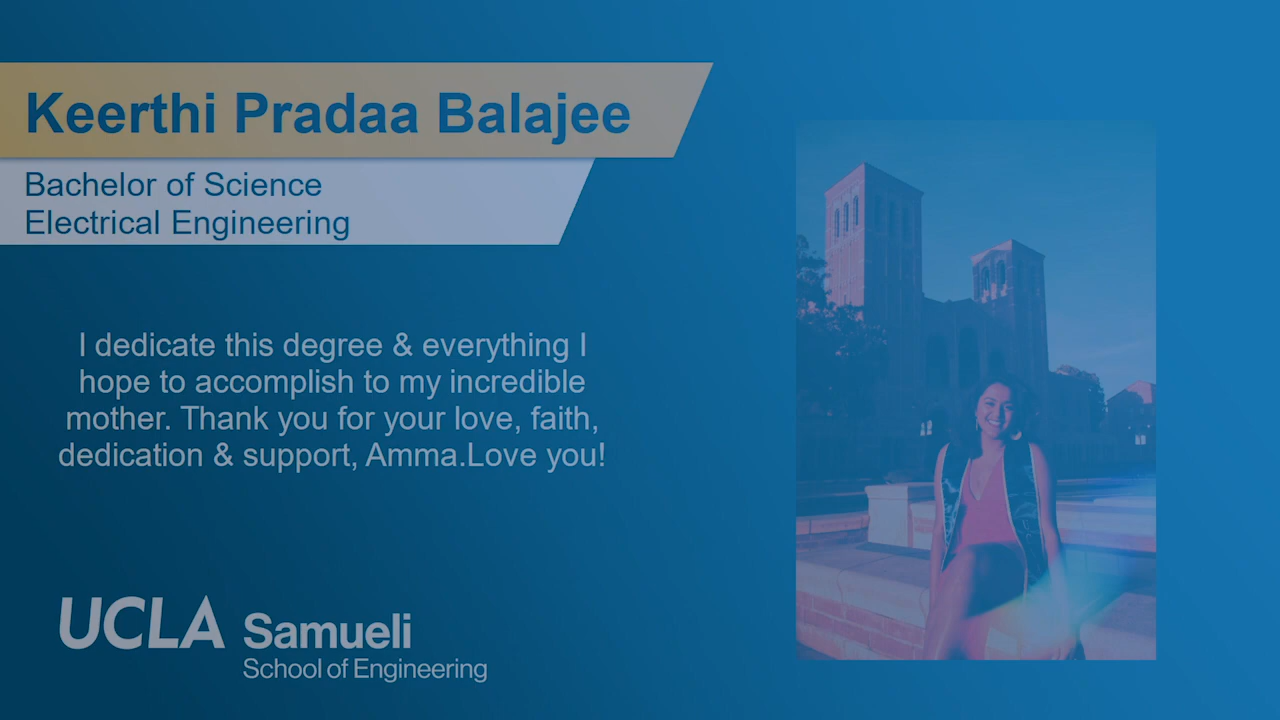 Keerthi Pradaa Balajee
Bachelor of Science
Electrical Engineering
I dedicate this degree & everything I
hope to accomplish to my incredible
mother. Thank you for your love, faith,
dedication & support, Amma.Love you!
UCLA Samueli
School of Engineering